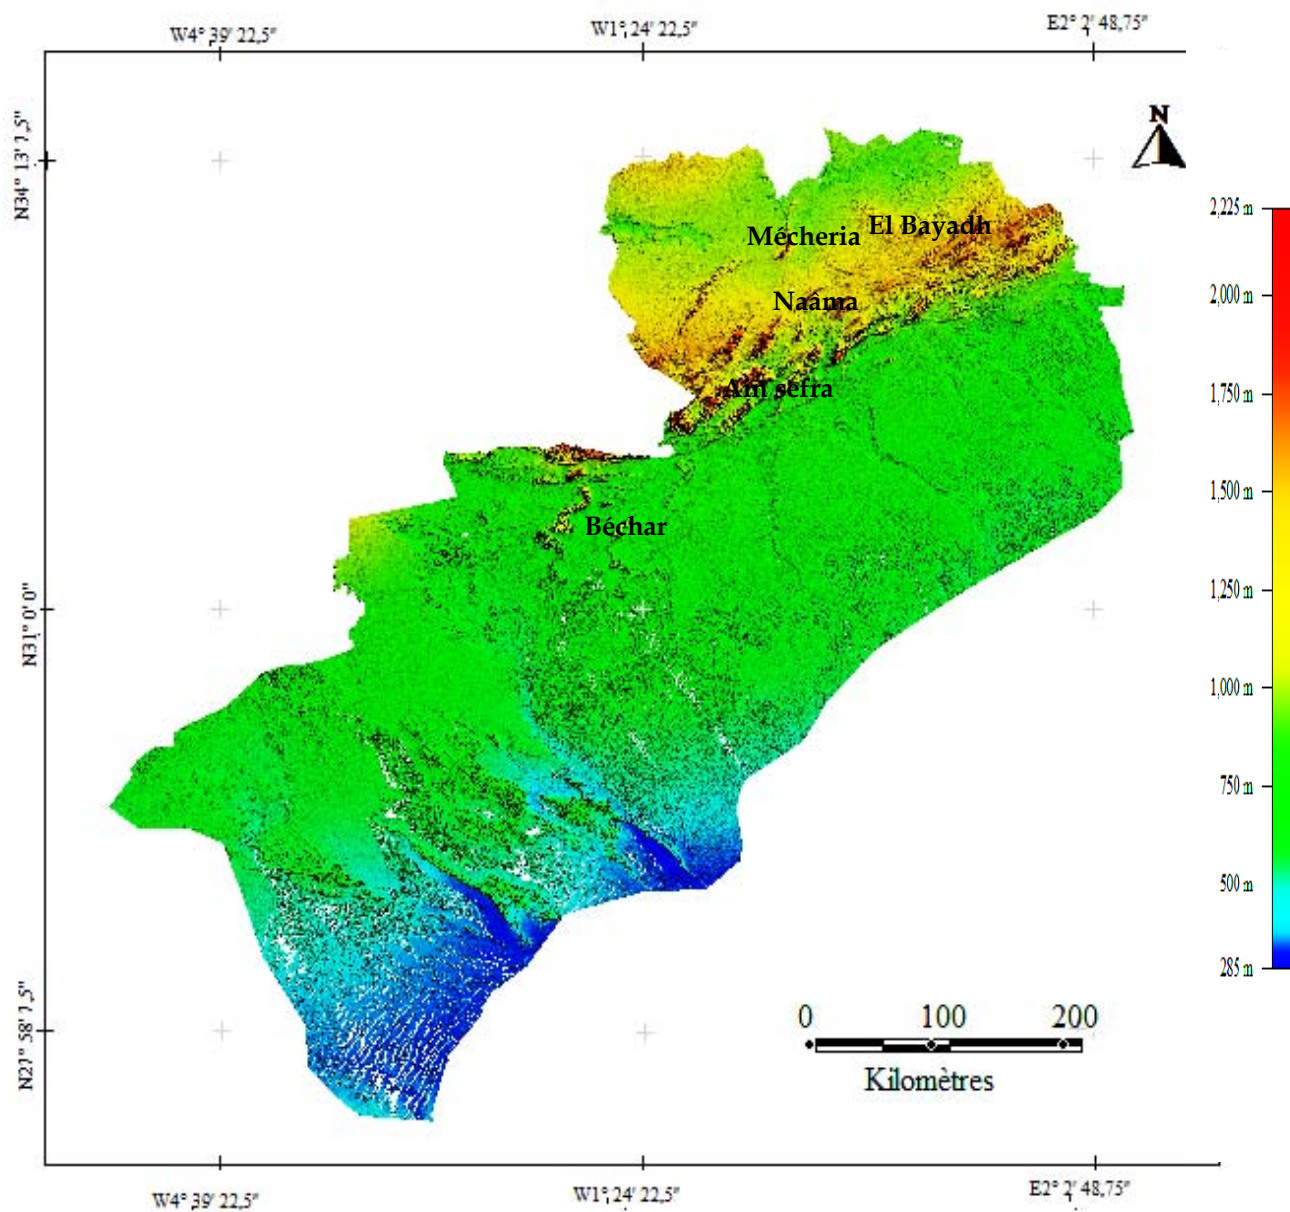 W4° 39' 22,5"
W1° 24' 22,5"
E2° 2' 48,75"
N34° 13' 7,5"
N
2,225 m
El Bayadh
Mécheria
2,000 m
Naâma
1,750 m
Ain sefra
1,500 m
Béchar
1,250 m
N31° 0' 0"
1,000 m
750 m
500 m
285 m
N27° 58' 7,5"
0 100 200
Kilomètres
W4° 39' 22,5"
W1° 24' 22,5"
E2° 2' 48,75"